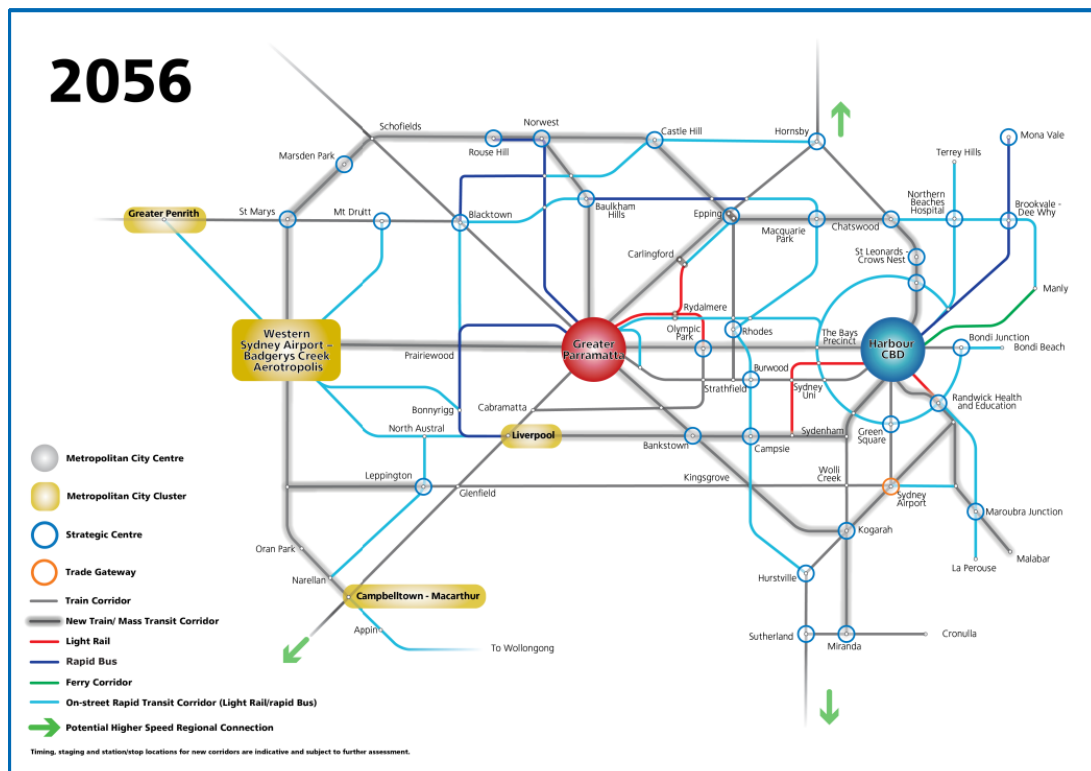 2056
Schofields
Norwest
Castle Hill
Hornsby
Mona Vale
Rouse Hill
Marsden Park
Terrey Hills
Greater Penrith
St Marys
Mt Druitt
Blacktown
Baulkham
Hills
Epping
Macquarie
Park
Chatswood
Northern
Beaches
Hospital
Brookvale -
Dee Why
Carlingford
St Leonards -
Crows Nest
Manly
Rydalmere
Western
Sydney Airport –
Badgerys Creek
Aerotropolis
Prairiewood
Greater
Parramatta
Olympic
Park
Rhodes
The Bays
Precinct
Harbour
CBD
Bondi Junction
Bondi Beach
Burwood
Strathfield
Sydney
Uni
Randwick Health
and Education
Bonnyrigg
Cabramatta
North Austral
Liverpool
Bankstown
Campsie
Sydenham
Green
Square
Leppington
Glenfield
Kingsgrove
Wolli
Creek
Sydney
Airport
Maroubra Junction
Kogarah
Malabar
La Perouse
Oran Park
Narellan
Hurstville
Campbelltown - Macarthur
Appin
To Wollongong
Sutherland
Miranda
Cronulla
Metropolitan City Centre
Metropolitan City Cluster
Strategic Centre
Trade Gateway
Train Corridor
New Train/ Mass Transit Corridor
Light Rail
Rapid Bus
Ferry Corridor
On-street Rapid Transit Corridor (Light Rail/rapid Bus)
Potential Higher Speed Regional Connection
Timing, staging and station/stop locations for new corridors are indicative and subject to further assessment.